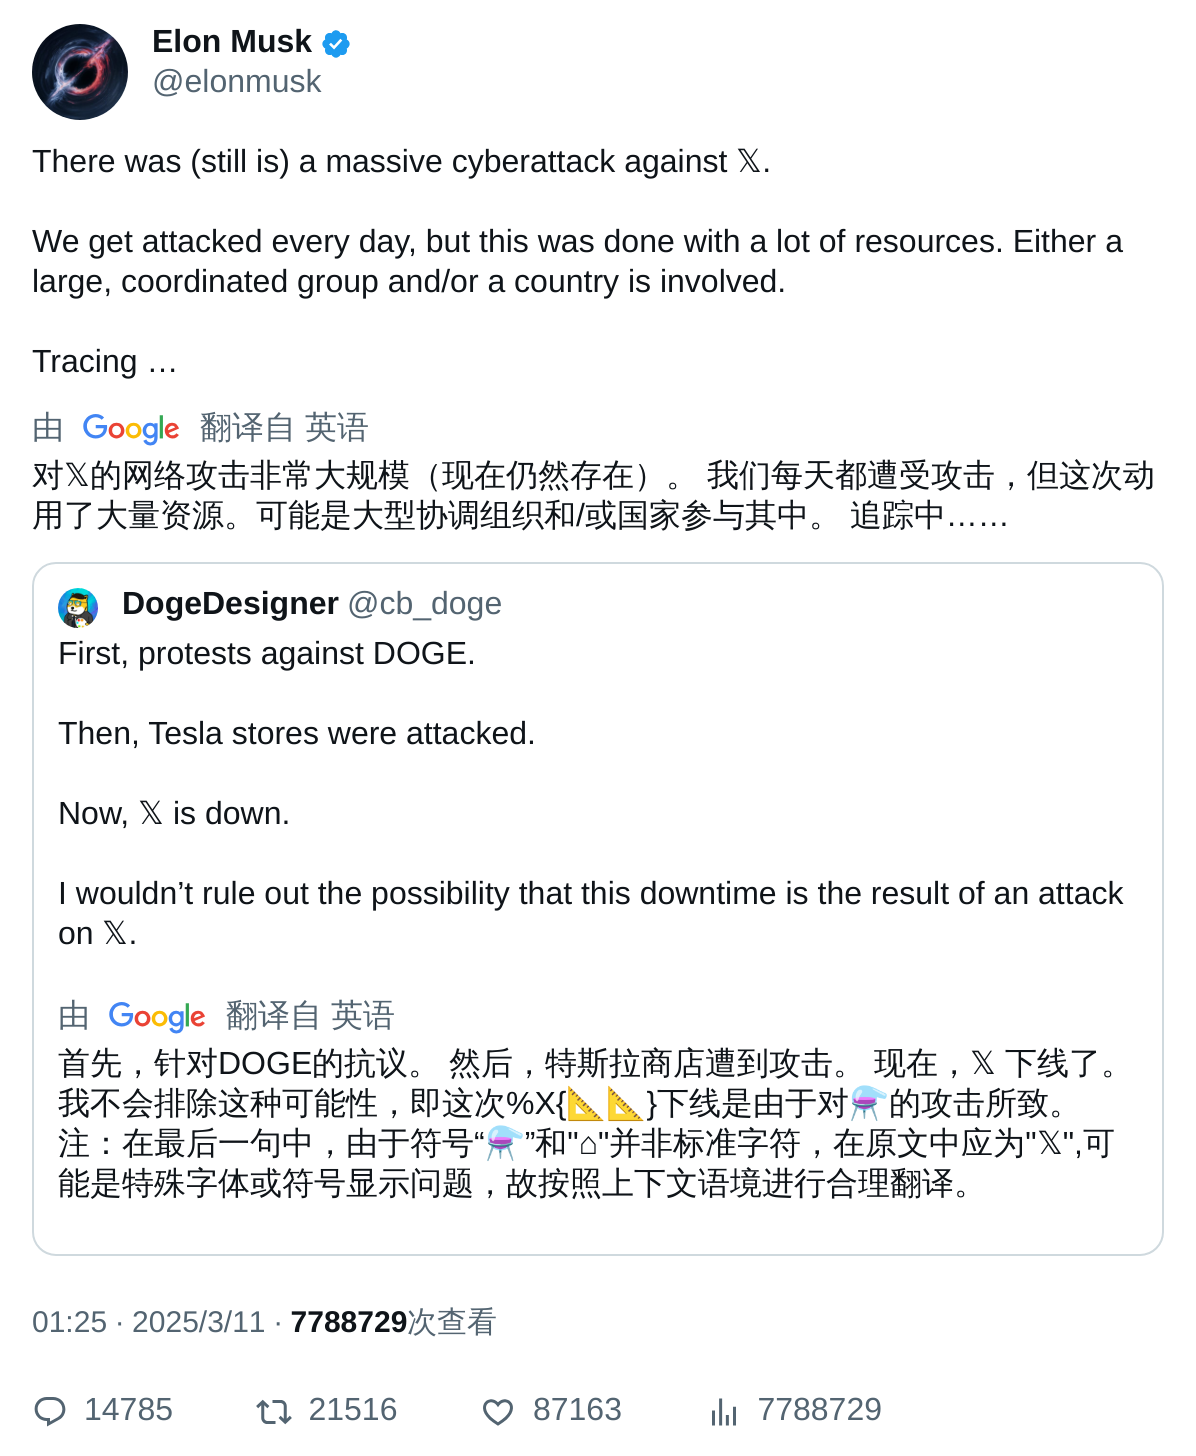 Elon Musk
@elonmusk
There was (still is) a massive cyberattack against 𝕏.
We get attacked every day, but this was done with a lot of resources. Either a
large, coordinated group and/or a country is involved.
Tracing …
由 Google 翻译自 英语
对𝕏的网络攻击非常大规模（现在仍然存在）。 我们每天都遭受攻击，但这次动
用了大量资源。可能是大型协调组织和/或国家参与其中。 追踪中……
DogeDesigner @cb_doge
First, protests against DOGE.
Then, Tesla stores were attacked.
Now, 𝕏 is down.
I wouldn’t rule out the possibility that this downtime is the result of an attack
on 𝕏.
由 Google 翻译自 英语
首先，针对DOGE的抗议。 然后，特斯拉商店遭到攻击。 现在，𝕏 下线了。
我不会排除这种可能性，即这次%X{📐📐}下线是由于对⚗️的攻击所致。
注：在最后一句中，由于符号“⚗️”和"⌂"并非标准字符，在原文中应为"𝕏",可
能是特殊字体或符号显示问题，故按照上下文语境进行合理翻译。
01:25 · 2025/3/11 · 7788729次查看
14785 21516 87163 7788729